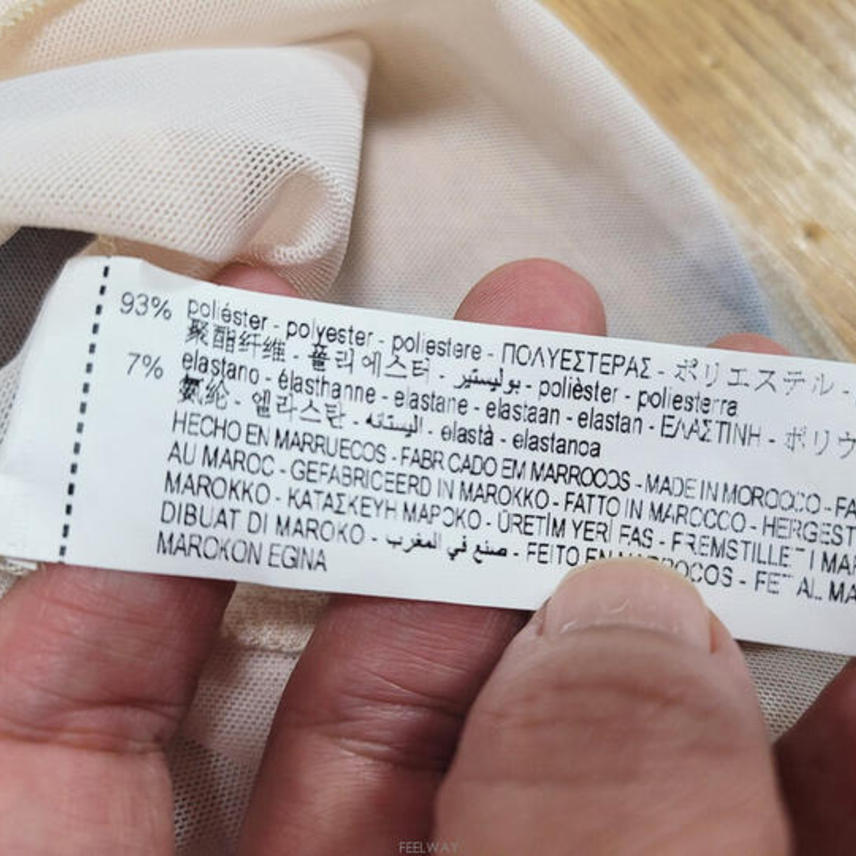 93% poliéster - polyester - poliestere - ΠΟΛΥΕΣΤΕΡΑΣ - ポリエステル -
聚酯纤维 - 폴리에스터 - بوليستير - polièster - poliesterra
7% elastano - élasthanne - elastane - elastaan - elastan - ΕΛΑΣΤΙΝΗ - ポリウ
氨纶 - 엘라스탄 - اليستانه - elastà - elastanoa
HECHO EN MARRUECOS - FABRICADO EM MARROCOS - MADE IN MOROCCO - FA
AU MAROC - GEFABRICEERD IN MAROKKO - FATTO IN MAROCCO - HERGEST
MAROKKO - ΚΑΤΑΣΚΕΥΗ ΜΑΡΟΚΟ - ÜRETİM YERİ FAS - FREMSTILLET I MAR
DIBUAT DI MAROKO - صنع في المغرب - FEITO EN MARROCOS - FET AL MA
MAROKON EGINA
FEELWAY